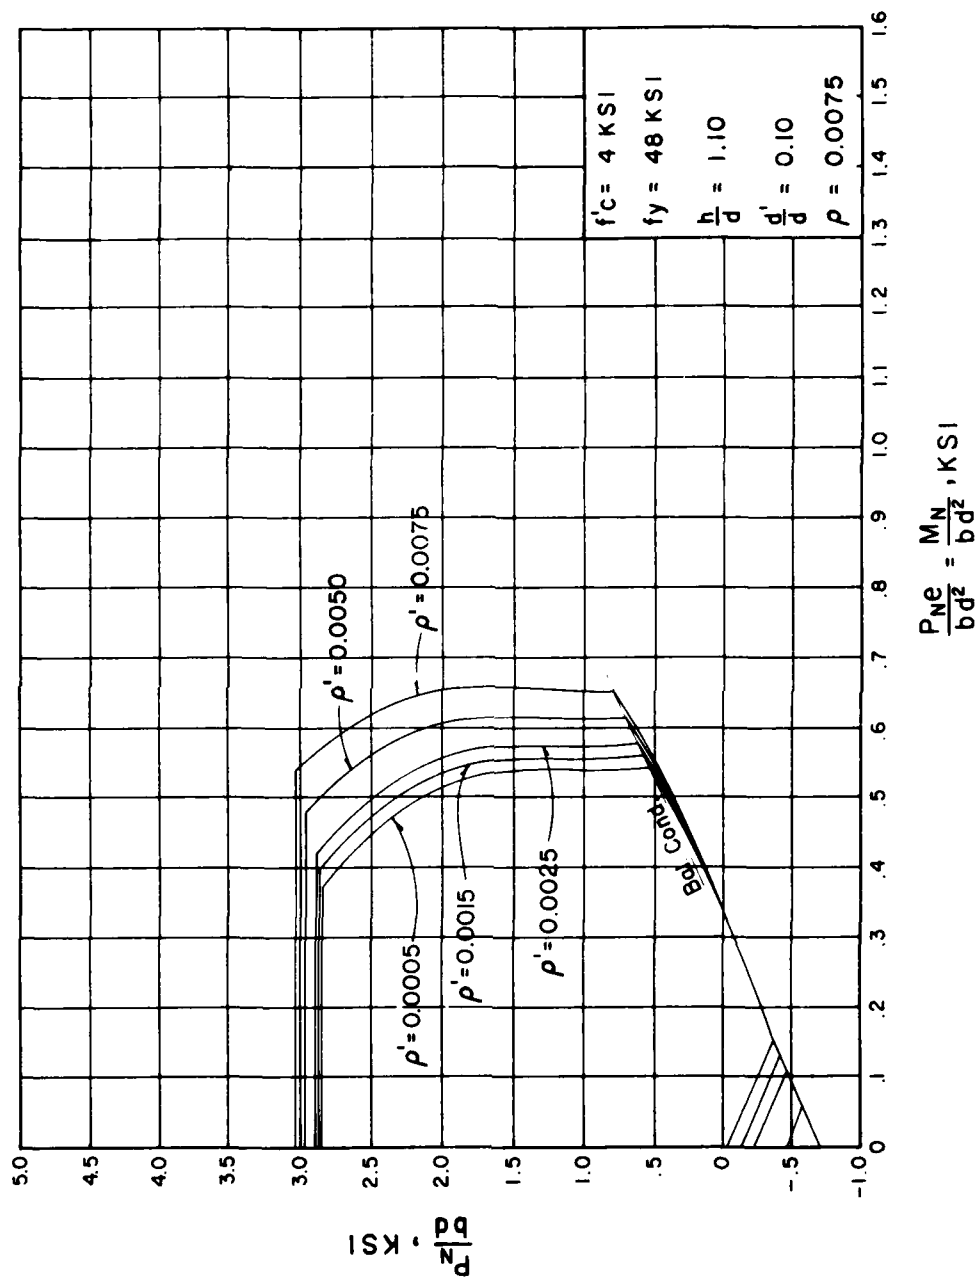 P_N/bd, KSI
5.0
4.5
4.0
3.5
3.0
2.5
2.0
1.5
1.0
.5
0
-.5
-1.0
0 .1 .2 .3 .4 .5 .6 .7 .8 .9 1.0 1.1 1.2 1.3 1.4 1.5 1.6
P_Ne/bd² = M_N/bd², KSI
ρ' = 0.0005
ρ' = 0.0015
ρ' = 0.0025
ρ' = 0.0050
ρ' = 0.0075
Bal Cond.
f'c = 4 KSI
fy = 48 KSI
h/d = 1.10
d'/d = 0.10
ρ = 0.0075